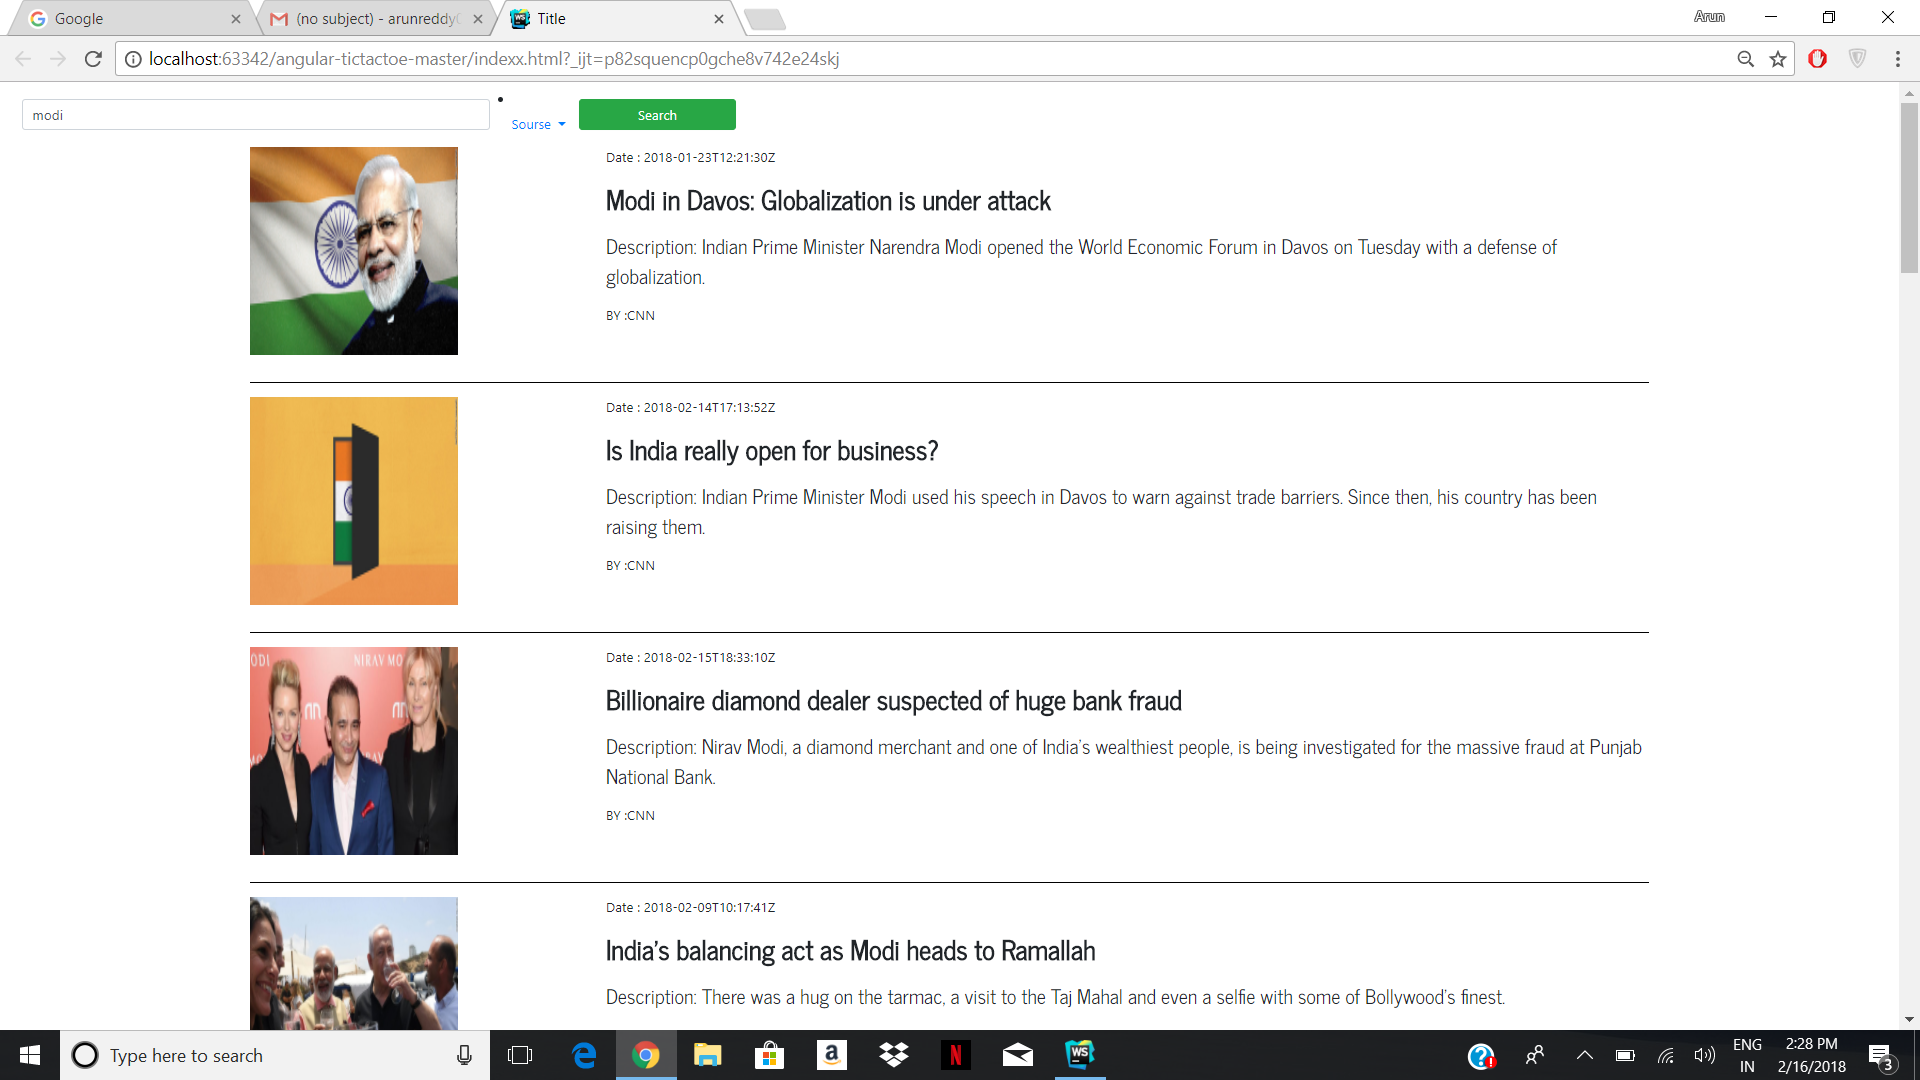 Google
(no subject) - arunreddy
Title
Arun
localhost:63342/angular-tictactoe-master/indexx.html?_ijt=p82squencp0gche8v742e24skj
modi
Sourse
Search
Date : 2018-01-23T12:21:30Z
Modi in Davos: Globalization is under attack
Description: Indian Prime Minister Narendra Modi opened the World Economic Forum in Davos on Tuesday with a defense of
globalization.
BY :CNN
Date : 2018-02-14T17:13:52Z
Is India really open for business?
Description: Indian Prime Minister Modi used his speech in Davos to warn against trade barriers. Since then, his country has been
raising them.
BY :CNN
ODI
NIRAV MO
Date : 2018-02-15T18:33:10Z
Billionaire diamond dealer suspected of huge bank fraud
Description: Nirav Modi, a diamond merchant and one of India's wealthiest people, is being investigated for the massive fraud at Punjab
National Bank.
BY :CNN
Date : 2018-02-09T10:17:41Z
India's balancing act as Modi heads to Ramallah
Description: There was a hug on the tarmac, a visit to the Taj Mahal and even a selfie with some of Bollywood's finest.
Type here to search
a
N
WS
ENG
IN
2:28 PM
2/16/2018
3